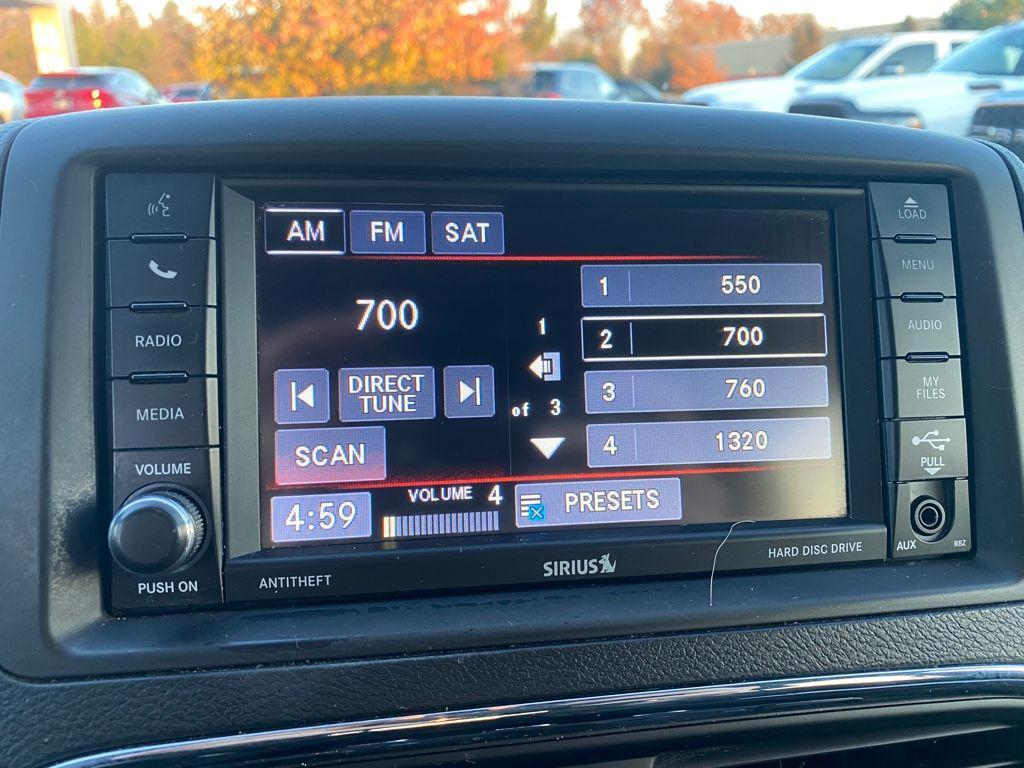 AM FM SAT
700
DIRECT
TUNE
SCAN
4:59
VOLUME 4
PRESETS
1
of 3
1 550
2 700
3 760
4 1320
RADIO
MEDIA
VOLUME
PUSH ON
LOAD
MENU
AUDIO
MY
FILES
PULL
AUX RBZ
ANTITHEFT
SIRIUS
HARD DISC DRIVE